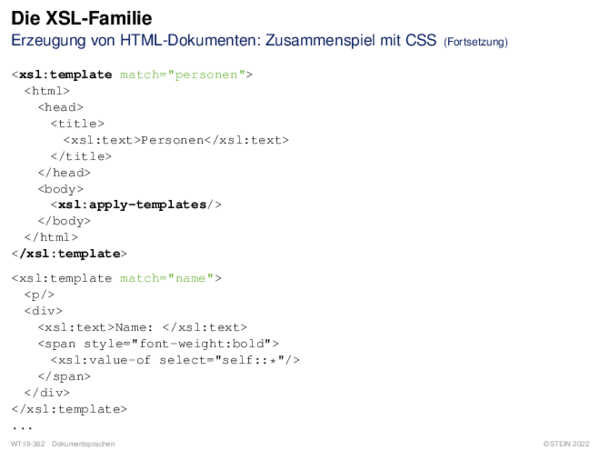 Die XSL-Familie
Erzeugung von HTML-Dokumenten: Zusammenspiel mit CSS (Fortsetzung)
<xsl:template match="personen">
  <html>
    <head>
      <title>
        <xsl:text>Personen</xsl:text>
      </title>
    </head>
    <body>
      <xsl:apply-templates/>
    </body>
  </html>
</xsl:template>
<xsl:template match="name">
  <p/>
  <div>
    <xsl:text>Name: </xsl:text>
    <span style="font-weight:bold">
      <xsl:value-of select="self::*"/>
    </span>
  </div>
</xsl:template>
...
WT:III-362 Dokumentsprachen ©STEIN 2022